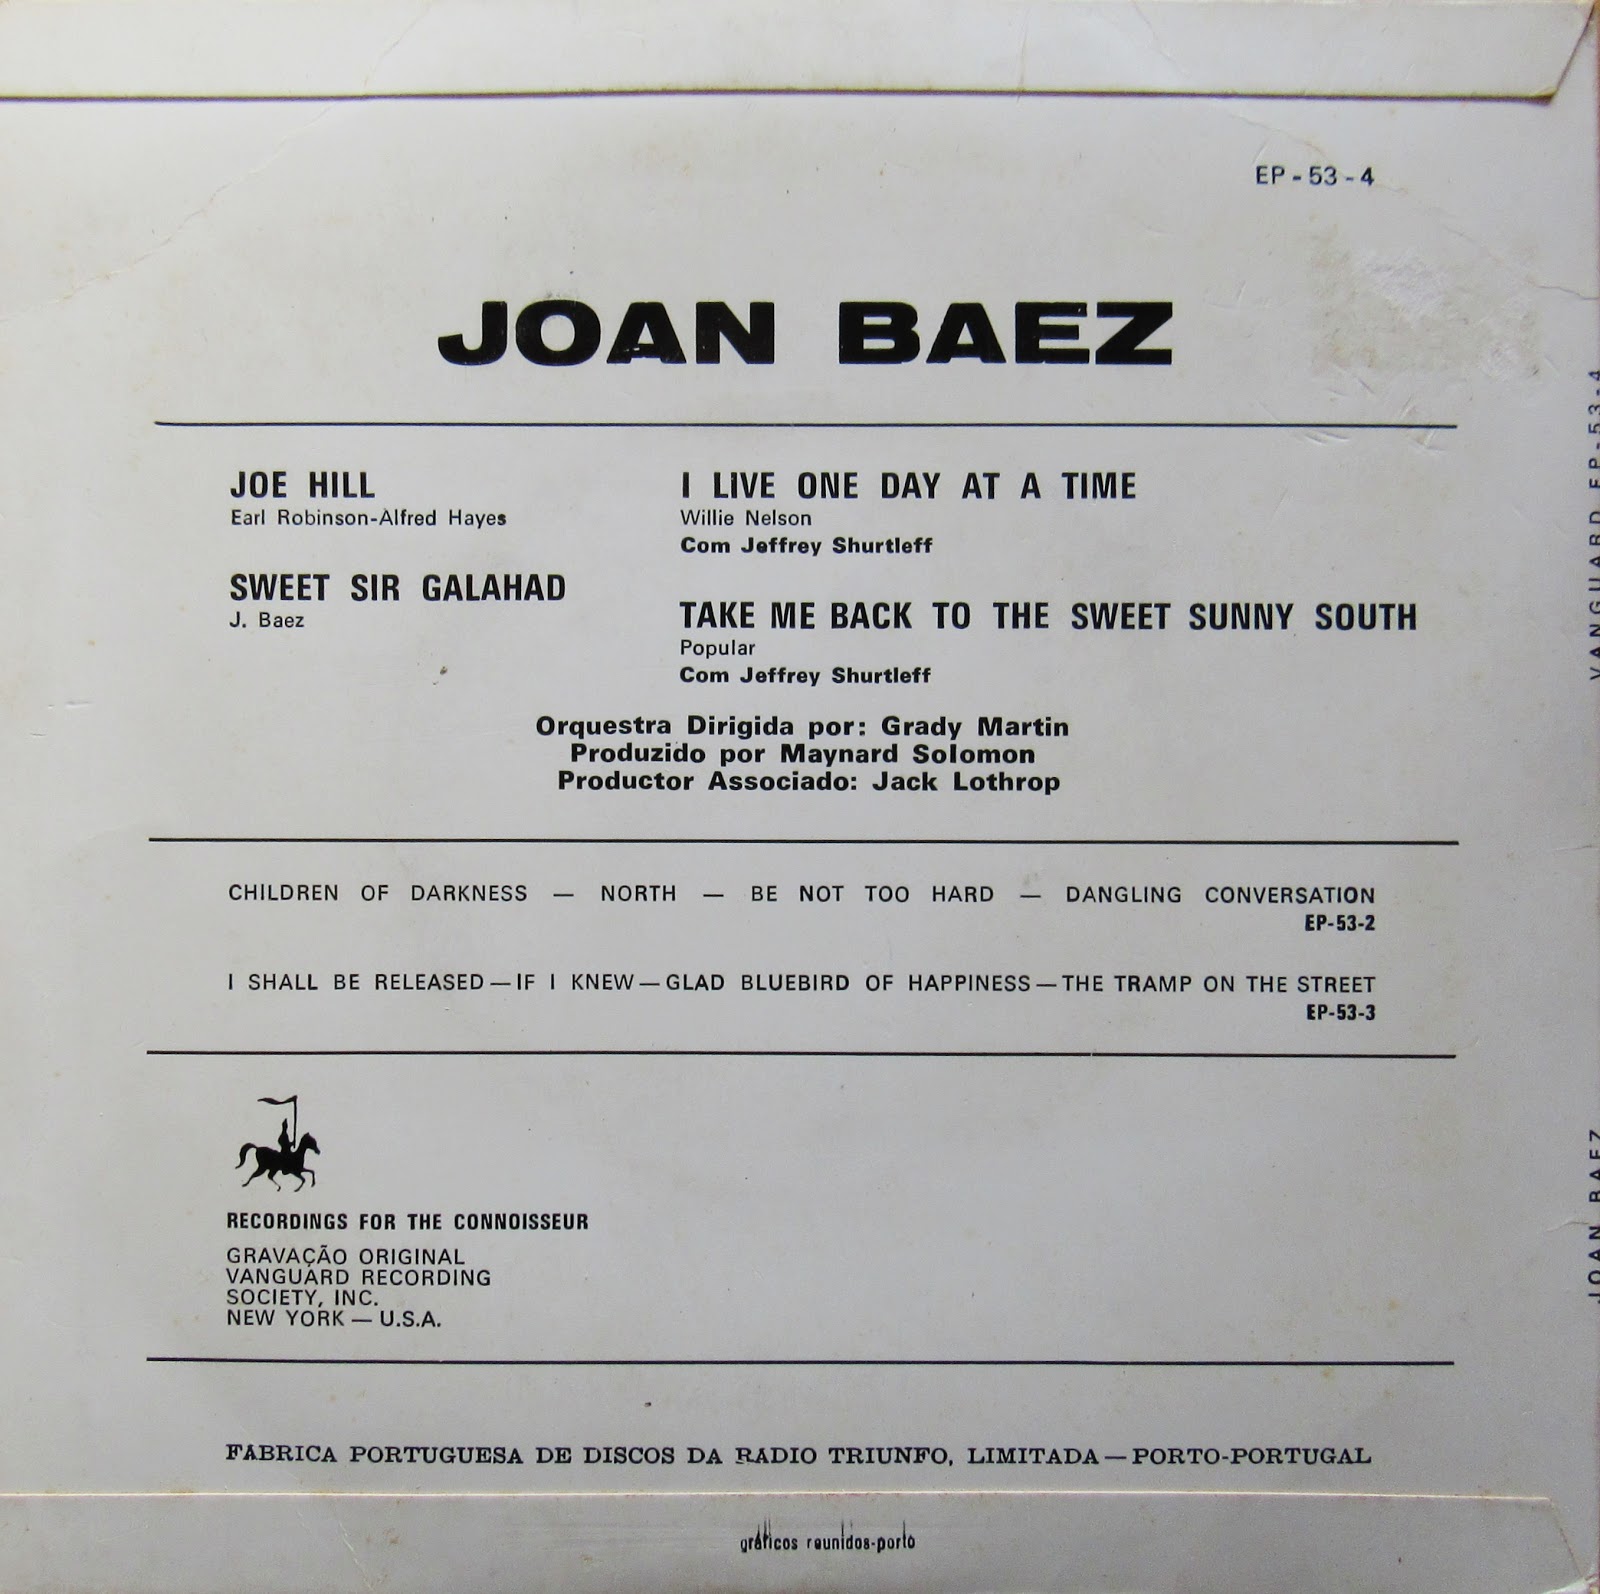 EP - 53 - 4
JOAN BAEZ
JOE HILL
Earl Robinson-Alfred Hayes
SWEET SIR GALAHAD
J. Baez
I LIVE ONE DAY AT A TIME
Willie Nelson
Com Jeffrey Shurtleff
TAKE ME BACK TO THE SWEET SUNNY SOUTH
Popular
Com Jeffrey Shurtleff
Orquestra Dirigida por: Grady Martin
Produzido por Maynard Solomon
Productor Associado: Jack Lothrop
CHILDREN OF DARKNESS — NORTH — BE NOT TOO HARD — DANGLING CONVERSATION
EP-53-2
I SHALL BE RELEASED — IF I KNEW — GLAD BLUEBIRD OF HAPPINESS — THE TRAMP ON THE STREET
EP-53-3
RECORDINGS FOR THE CONNOISSEUR
GRAVAÇÃO ORIGINAL
VANGUARD RECORDING
SOCIETY, INC.
NEW YORK — U.S.A.
FÁBRICA PORTUGUESA DE DISCOS DA RÁDIO TRIUNFO, LIMITADA — PORTO-PORTUGAL
gráficos reunidos-porto
VANGUARD EP-53-4
JOAN BAEZ